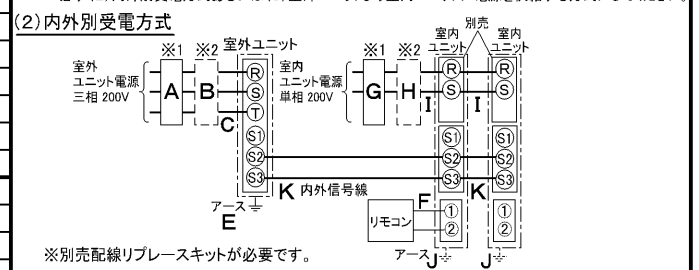 (2)内外別受電方式
※1 ※2 室外ユニット
室外
ユニット電源
三相 200V
A B C
R
S
T
S1
S2
S3
アース
E
K 内外信号線
※1 ※2
室内
ユニット電源
単相 200V
G H I I
別売
室内
ユニット
室内
ユニット
R R
S S
S1 S1
S2 S2
S3 S3
K
F
リモコン
① ①
② ②
アース J J
※別売配線リプレースキットが必要です。